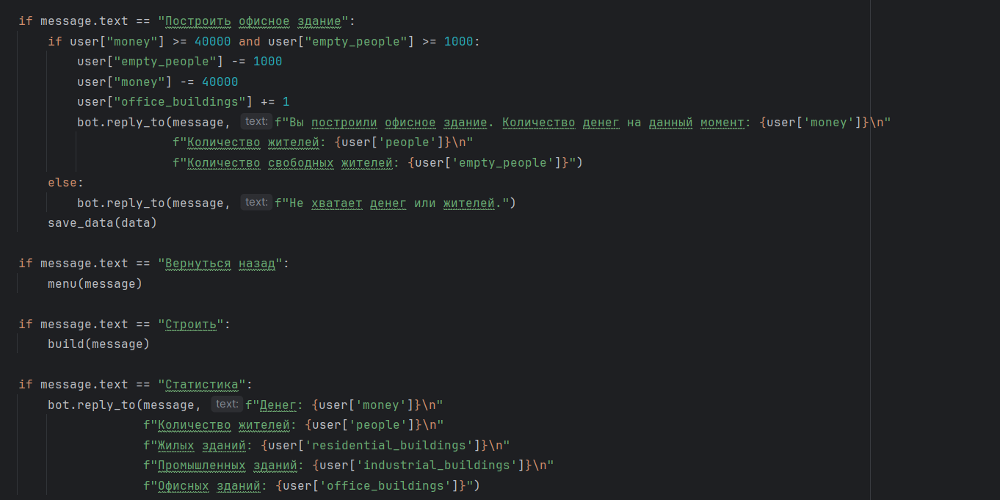 if message.text == "Построить офисное здание":
    if user["money"] >= 40000 and user["empty_people"] >= 1000:
        user["empty_people"] -= 1000
        user["money"] -= 40000
        user["office_buildings"] += 1
        bot.reply_to(message, text: f"Вы построили офисное здание. Количество денег на данный момент: {user['money']}\n"
                     f"Количество жителей: {user['people']}\n"
                     f"Количество свободных жителей: {user['empty_people']}")
    else:
        bot.reply_to(message, text: f"Не хватает денег или жителей.")
    save_data(data)
if message.text == "Вернуться назад":
    menu(message)
if message.text == "Строить":
    build(message)
if message.text == "Статистика":
    bot.reply_to(message, text: f"Денег: {user['money']}\n"
                 f"Количество жителей: {user['people']}\n"
                 f"Жилых зданий: {user['residential_buildings']}\n"
                 f"Промышленных зданий: {user['industrial_buildings']}\n"
                 f"Офисных зданий: {user['office_buildings']}")